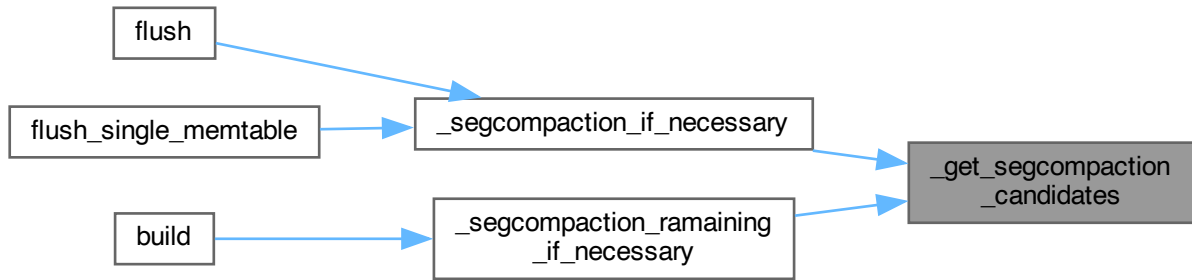 flush
flush_single_memtable
_segcompaction_if_necessary
_get_segcompaction
_candidates
build
_segcompaction_ramaining
_if_necessary